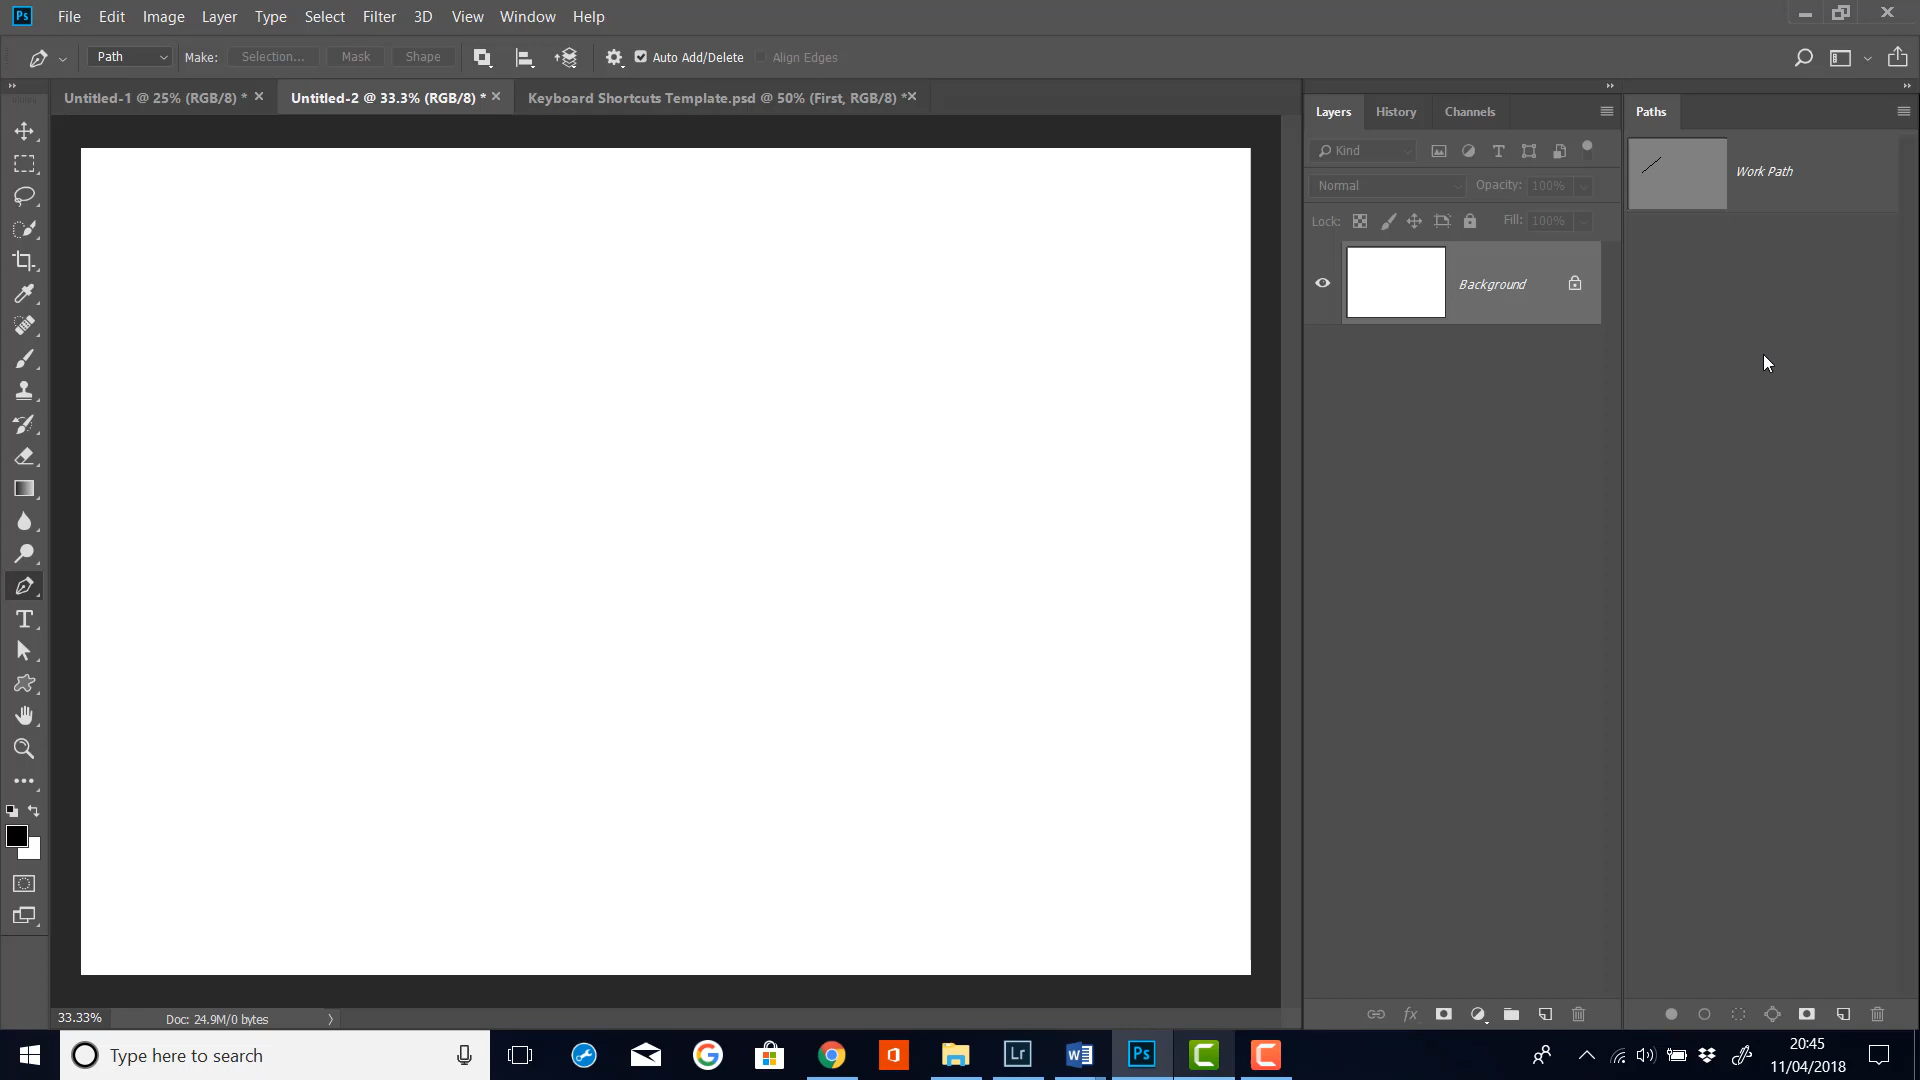 Ps File Edit Image Layer Type Select Filter 3D View Window Help
Path Make: Selection... Mask Shape Auto Add/Delete Align Edges
Untitled-1 @ 25% (RGB/8) * Untitled-2 @ 33.3% (RGB/8) * Keyboard Shortcuts Template.psd @ 50% (First, RGB/8) *
Layers History Channels Paths
Kind
Work Path
Normal Opacity: 100%
Lock: Fill: 100%
Background
T
fx
33.33% Doc: 24.9M/0 bytes
Type here to search
Lr
Ps
20:45
11/04/2018